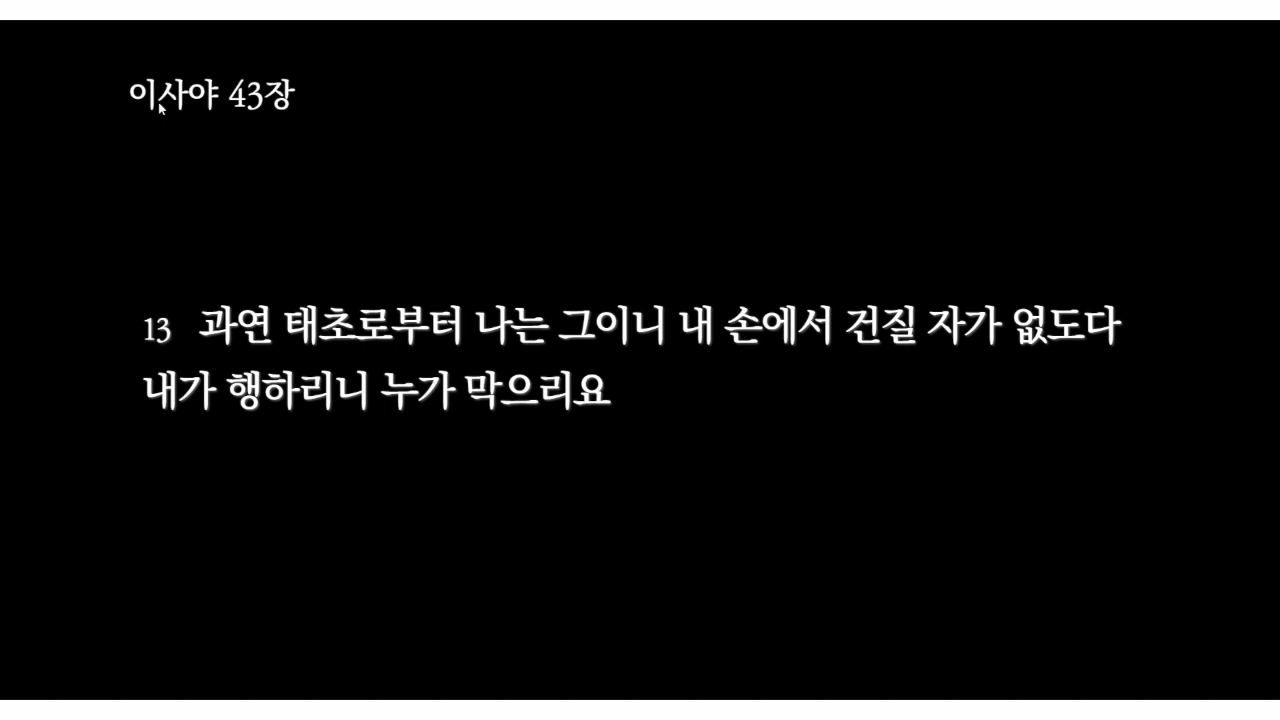 이사야 43장
13 과연 태초로부터 나는 그이니 내 손에서 건질 자가 없도다
내가 행하리니 누가 막으리요